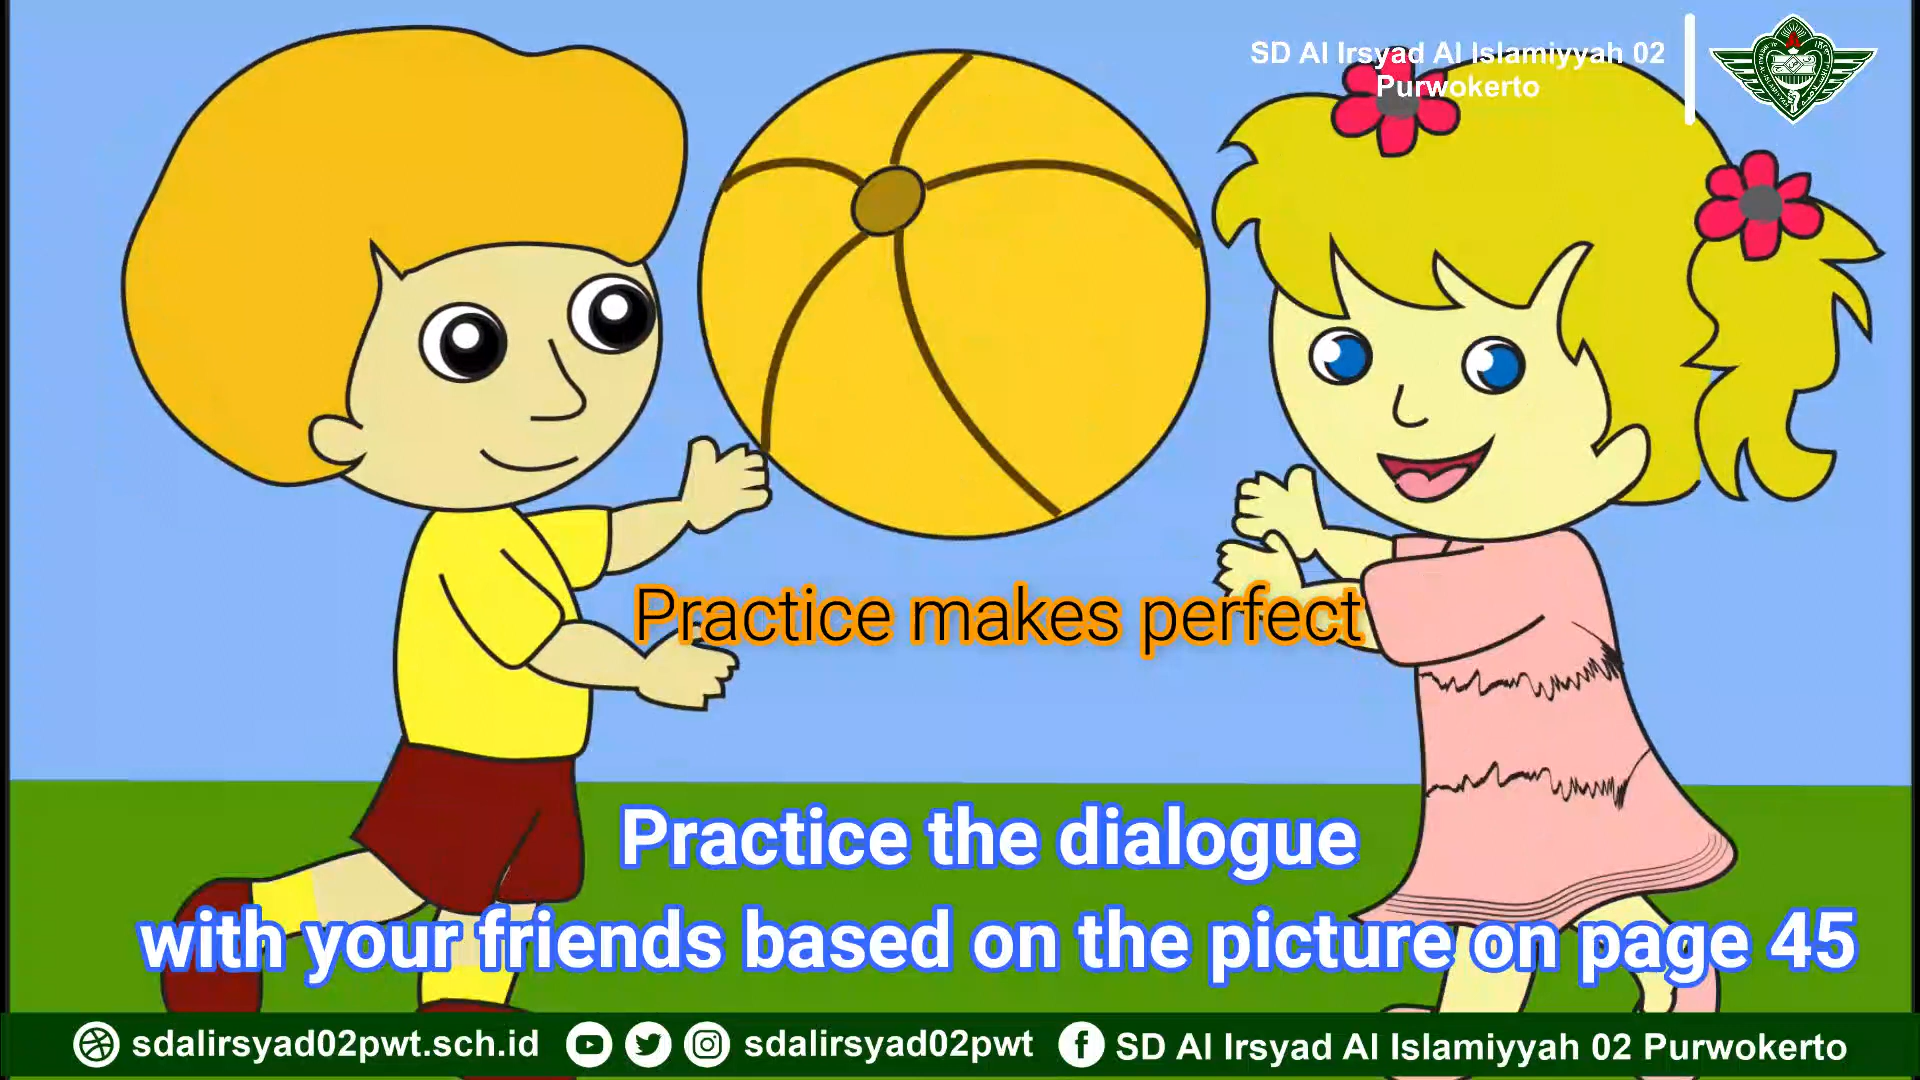 SD Al Irsyad Al Islamiyyah 02
Purwokerto
Practice makes perfect
Practice the dialogue
with your friends based on the picture on page 45
sdalirsyad02pwt.sch.id sdalirsyad02pwt SD Al Irsyad Al Islamiyyah 02 Purwokerto